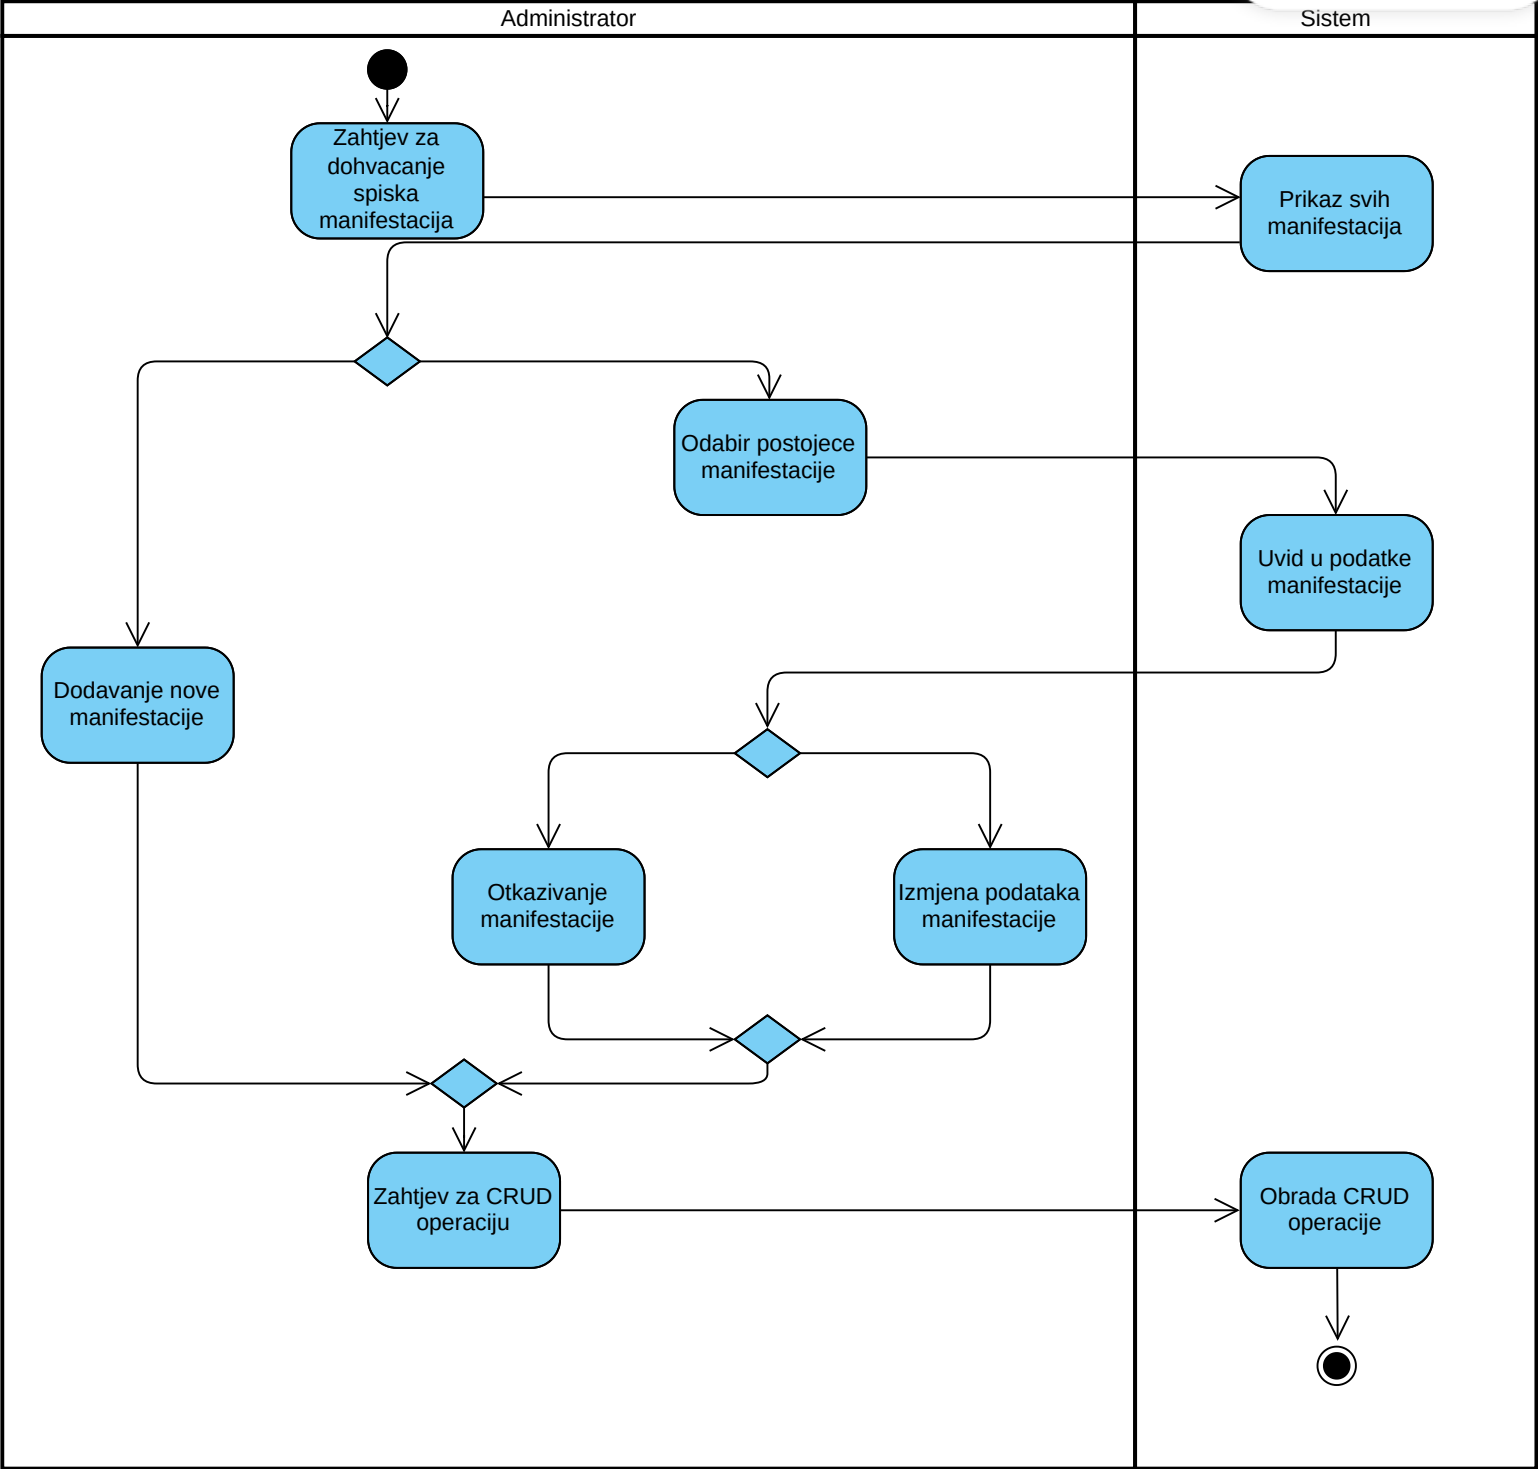 Administrator
Sistem
Zahtjev za
dohvacanje
spiska
manifestacija
Prikaz svih
manifestacija
Odabir postojece
manifestacije
Uvid u podatke
manifestacije
Dodavanje nove
manifestacije
Otkazivanje
manifestacije
Izmjena podataka
manifestacije
Zahtjev za CRUD
operaciju
Obrada CRUD
operacije